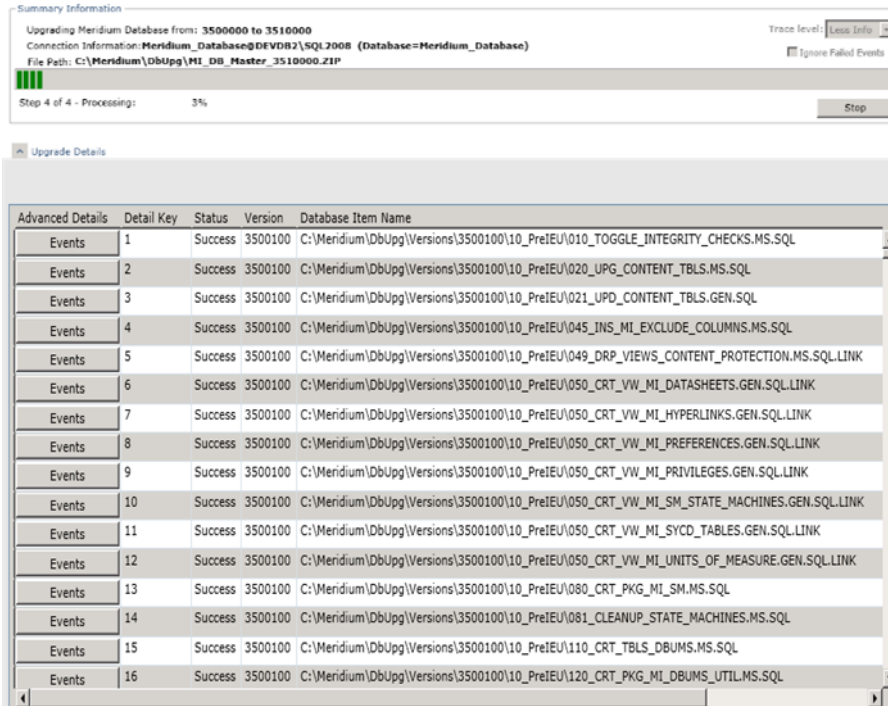 Summary Information
Upgrading Meridium Database from: 3500000 to 3510000
Trace level: Less Info
Connection Information:Meridium_Database@DEVDB2\SQL2008 (Database=Meridium_Database)
Ignore Failed Events
File Path: C:\Meridium\DbUpg\MI_DB_Master_3510000.ZIP
Step 4 of 4 - Processing: 3%
Stop
Upgrade Details
Advanced Details Detail Key Status Version Database Item Name
Events 1 Success 3500100 C:\Meridium\DbUpg\Versions\3500100\10_PreIEU\010_TOGGLE_INTEGRITY_CHECKS.MS.SQL
Events 2 Success 3500100 C:\Meridium\DbUpg\Versions\3500100\10_PreIEU\020_UPG_CONTENT_TBLS.MS.SQL
Events 3 Success 3500100 C:\Meridium\DbUpg\Versions\3500100\10_PreIEU\021_UPD_CONTENT_TBLS.GEN.SQL
Events 4 Success 3500100 C:\Meridium\DbUpg\Versions\3500100\10_PreIEU\045_INS_MI_EXCLUDE_COLUMNS.MS.SQL
Events 5 Success 3500100 C:\Meridium\DbUpg\Versions\3500100\10_PreIEU\049_DRP_VIEWS_CONTENT_PROTECTION.MS.SQL.LINK
Events 6 Success 3500100 C:\Meridium\DbUpg\Versions\3500100\10_PreIEU\050_CRT_VW_MI_DATASHEETS.GEN.SQL.LINK
Events 7 Success 3500100 C:\Meridium\DbUpg\Versions\3500100\10_PreIEU\050_CRT_VW_MI_HYPERLINKS.GEN.SQL.LINK
Events 8 Success 3500100 C:\Meridium\DbUpg\Versions\3500100\10_PreIEU\050_CRT_VW_MI_PREFERENCES.GEN.SQL.LINK
Events 9 Success 3500100 C:\Meridium\DbUpg\Versions\3500100\10_PreIEU\050_CRT_VW_MI_PRIVILEGES.GEN.SQL.LINK
Events 10 Success 3500100 C:\Meridium\DbUpg\Versions\3500100\10_PreIEU\050_CRT_VW_MI_SM_STATE_MACHINES.GEN.SQL.LINK
Events 11 Success 3500100 C:\Meridium\DbUpg\Versions\3500100\10_PreIEU\050_CRT_VW_MI_SYCD_TABLES.GEN.SQL.LINK
Events 12 Success 3500100 C:\Meridium\DbUpg\Versions\3500100\10_PreIEU\050_CRT_VW_MI_UNITS_OF_MEASURE.GEN.SQL.LINK
Events 13 Success 3500100 C:\Meridium\DbUpg\Versions\3500100\10_PreIEU\080_CRT_PKG_MI_SM.MS.SQL
Events 14 Success 3500100 C:\Meridium\DbUpg\Versions\3500100\10_PreIEU\081_CLEANUP_STATE_MACHINES.MS.SQL
Events 15 Success 3500100 C:\Meridium\DbUpg\Versions\3500100\10_PreIEU\110_CRT_TBLS_DBUMS.MS.SQL
Events 16 Success 3500100 C:\Meridium\DbUpg\Versions\3500100\10_PreIEU\120_CRT_PKG_MI_DBUMS_UTIL.MS.SQL